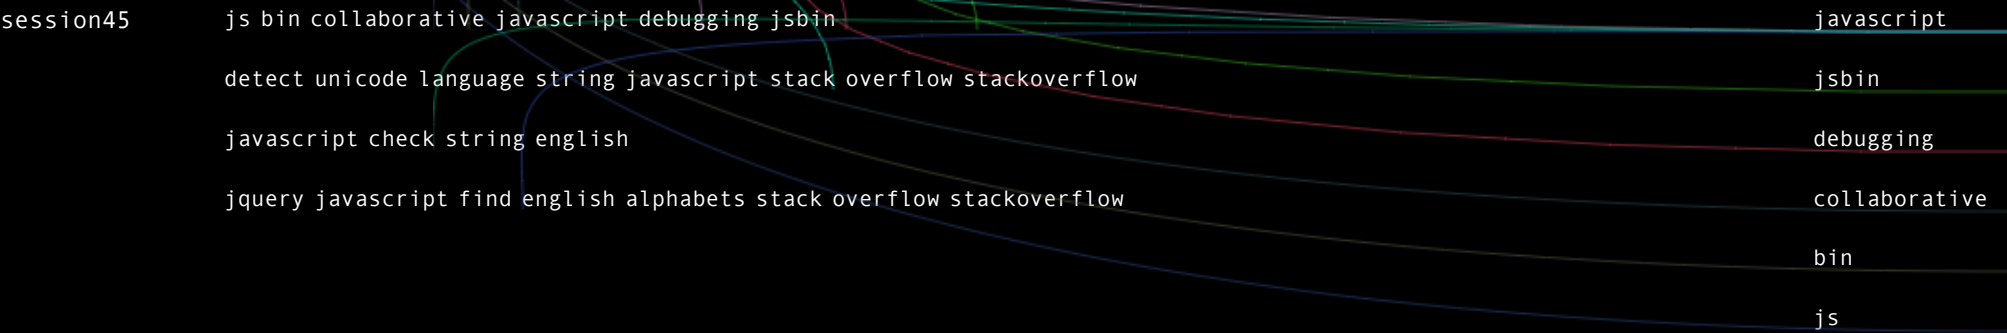 session45 js bin collaborative javascript debugging jsbin javascript
detect unicode language string javascript stack overflow stackoverflow jsbin
javascript check string english debugging
jquery javascript find english alphabets stack overflow stackoverflow collaborative
bin
js